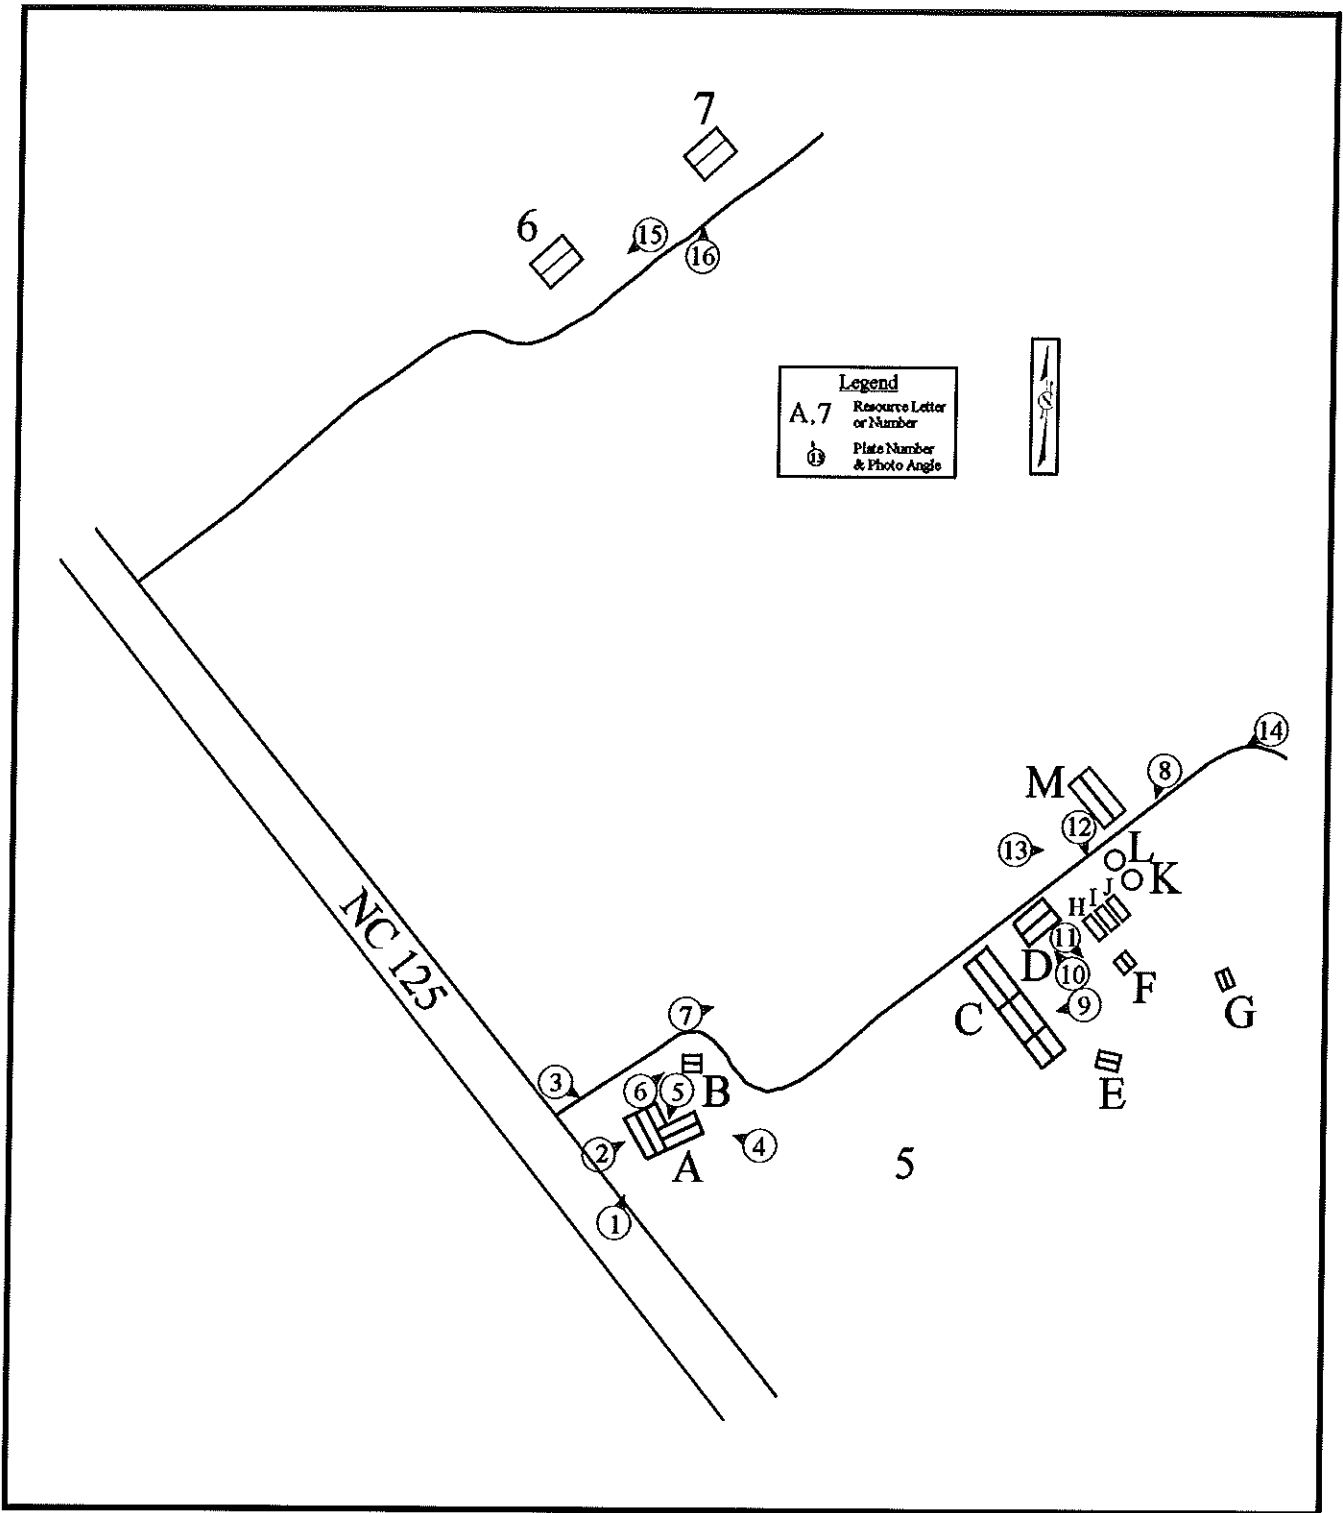 7
6
15
16
Legend
A,7 Resource Letter
or Number
13 Plate Number
& Photo Angle
N
14
M
8
12
13
L
K
J
I
H
NC 125
11
D
10
F
C
9
G
7
3
6
5
B
E
2
A
4
5
1